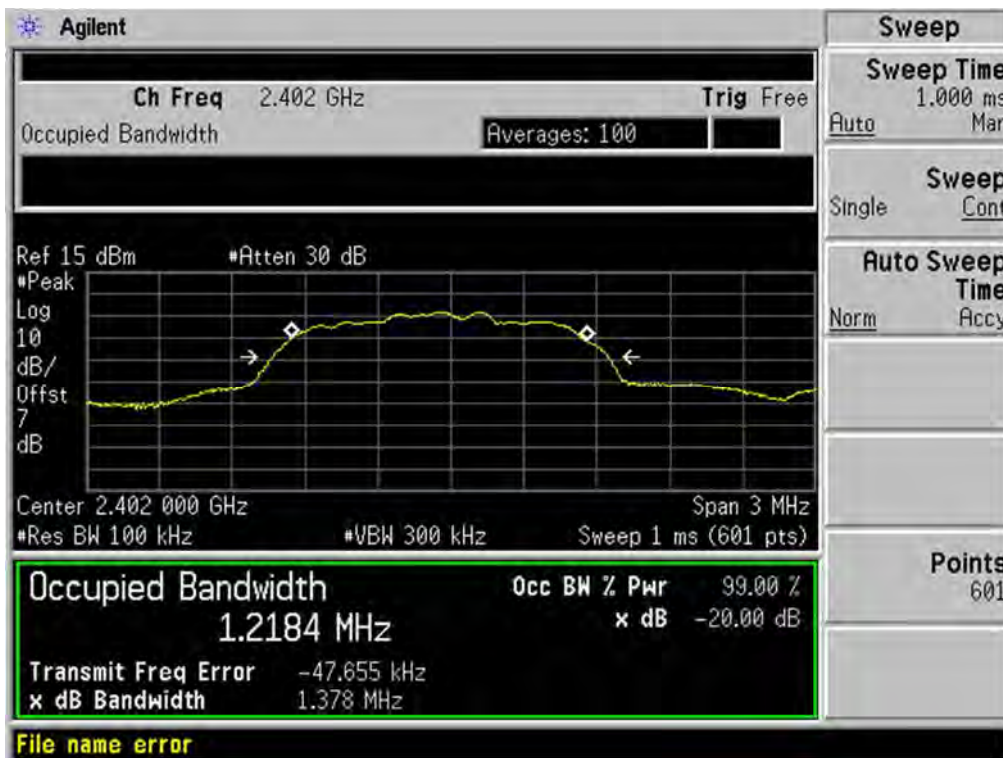 Agilent
Ch Freq 2.402 GHz Trig Free
Occupied Bandwidth Averages: 100
Ref 15 dBm #Atten 30 dB
#Peak
Log
10
dB/
Offst
7
dB
Center 2.402 000 GHz Span 3 MHz
#Res BW 100 kHz #VBW 300 kHz Sweep 1 ms (601 pts)
Occupied Bandwidth Occ BW % Pwr 99.00 %
1.2184 MHz x dB -20.00 dB
Transmit Freq Error -47.655 kHz
x dB Bandwidth 1.378 MHz
File name error
Sweep
Sweep Time
1.000 ms
Auto Man
Sweep
Single Cont
Auto Sweep
Time
Norm Accy
Points
601